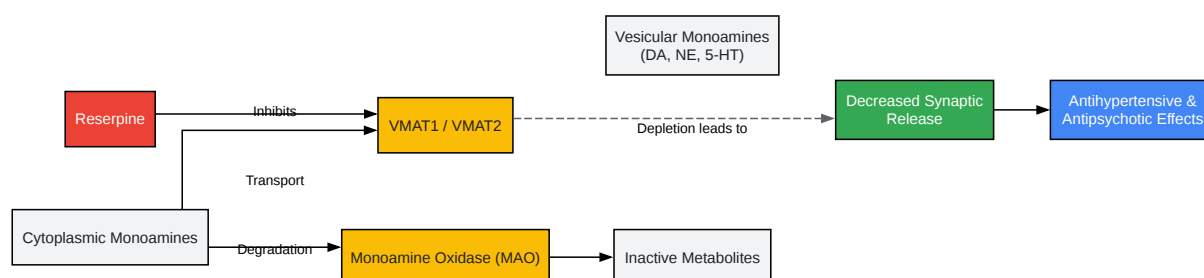 Vesicular Monoamines
(DA, NE, 5-HT)
Reserpine
Inhibits
VMAT1 / VMAT2
Depletion leads to
Decreased Synaptic
Release
Antihypertensive &
Antipsychotic Effects
Transport
Cytoplasmic Monoamines
Degradation
Monoamine Oxidase (MAO)
Inactive Metabolites